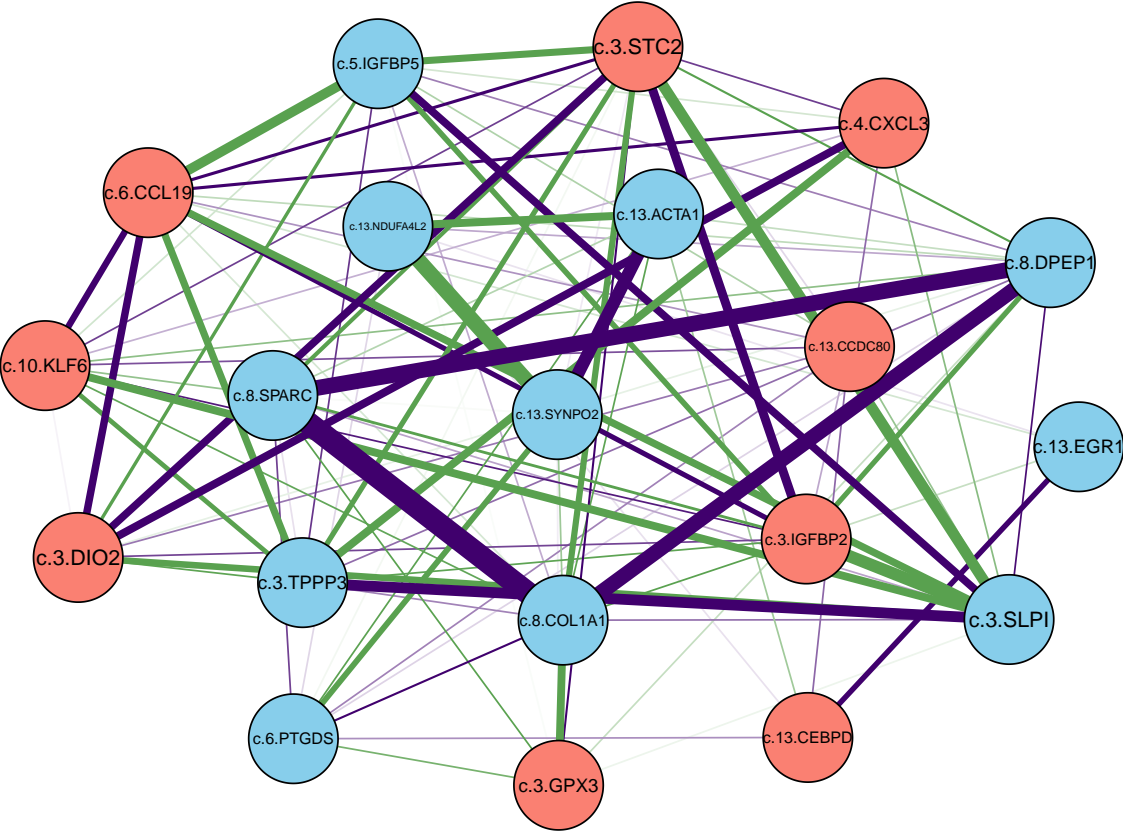 c.3.STC2
c.5.IGFBP5
c.4.CXCL3
c.6.CCL19
c.13.ACTA1
c.13.NDUFA4L2
c.8.DPEP1
c.13.CCDC80
c.10.KLF6
c.8.SPARC
c.13.SYNPO2
c.13.EGR1
c.3.IGFBP2
c.3.DIO2
c.3.TPPP3
c.8.COL1A1
c.3.SLPI
c.6.PTGDS
c.13.CEBPD
c.3.GPX3